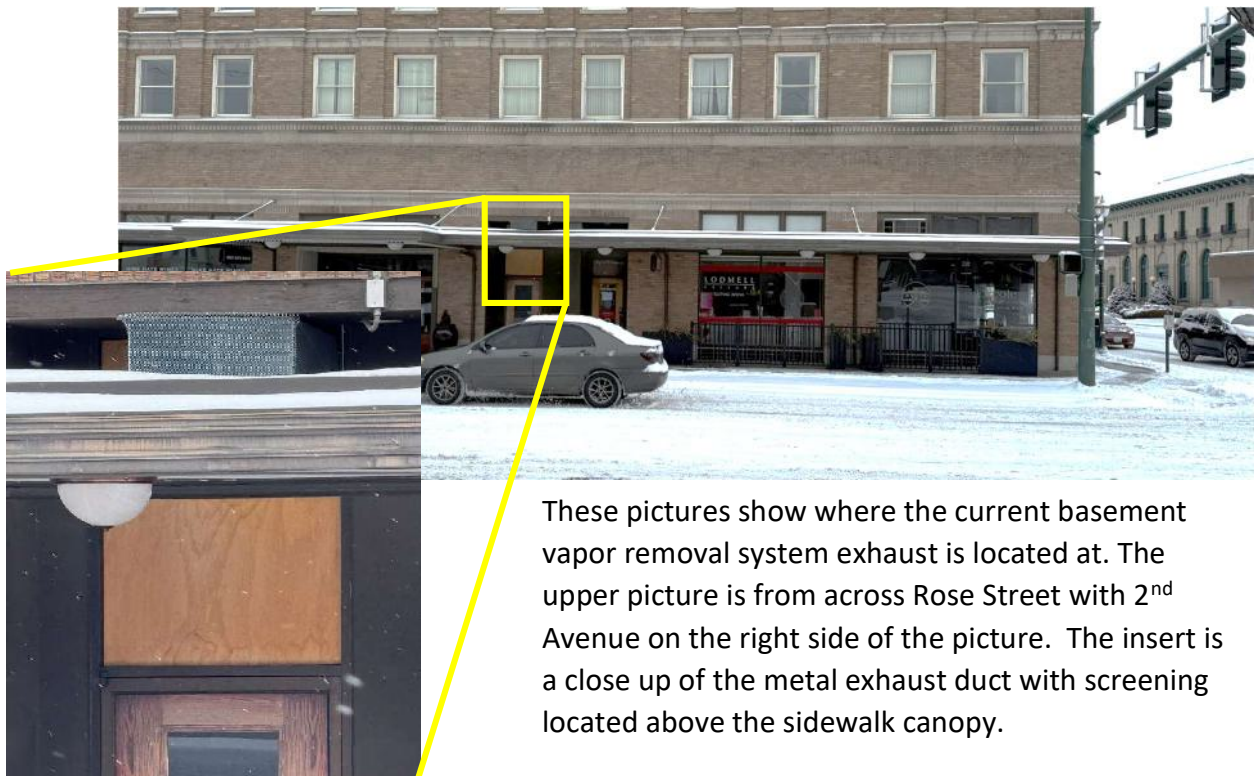 LODMELL
These pictures show where the current basement
vapor removal system exhaust is located at. The
upper picture is from across Rose Street with 2nd
Avenue on the right side of the picture.  The insert is
a close up of the metal exhaust duct with screening
located above the sidewalk canopy.